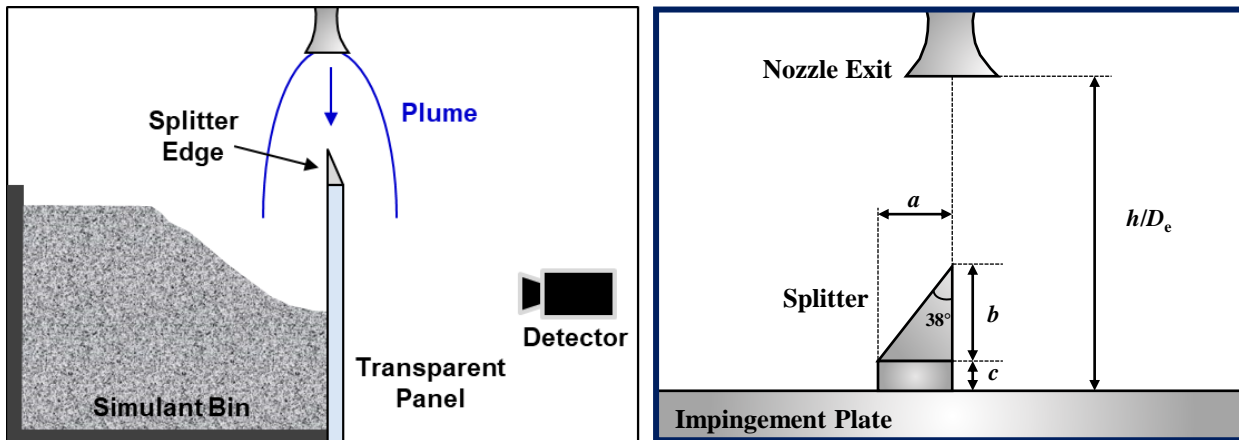 Splitter
Edge
Plume
Detector
Transparent
Panel
Simulant Bin
Nozzle Exit
a
h/De
Splitter
38°
b
c
Impingement Plate